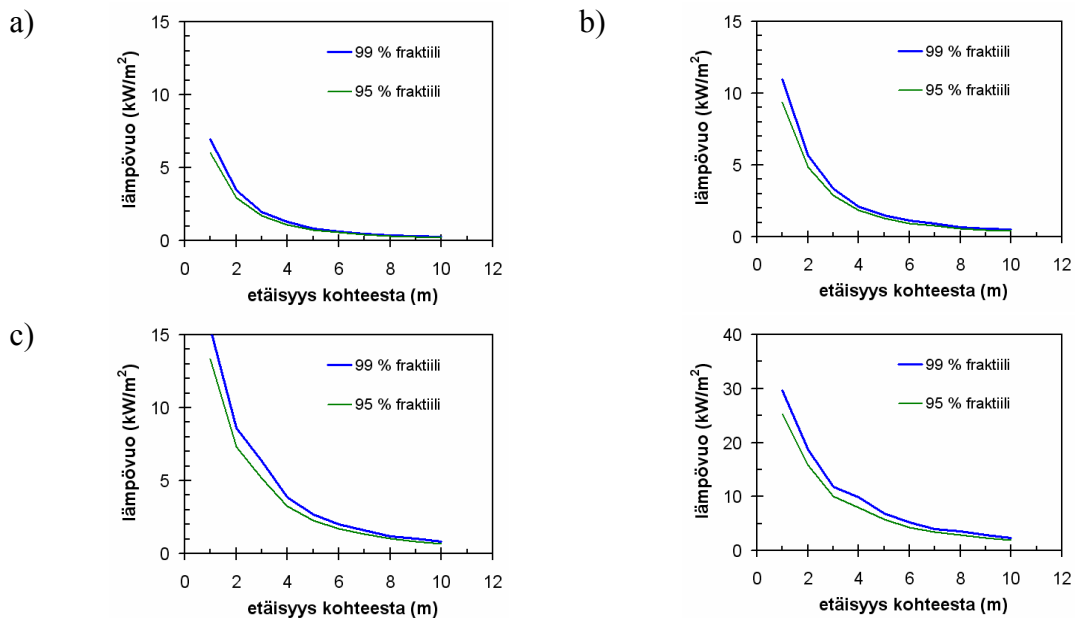 a)
15
10
5
0
lämpövuo (kW/m²)
99 % fraktiili
95 % fraktiili
0 2 4 6 8 10 12
etäisyys kohteesta (m)
b)
15
10
5
0
lämpövuo (kW/m²)
99 % fraktiili
95 % fraktiili
0 2 4 6 8 10 12
etäisyys kohteesta (m)
c)
15
10
5
0
lämpövuo (kW/m²)
99 % fraktiili
95 % fraktiili
0 2 4 6 8 10 12
etäisyys kohteesta (m)
40
30
20
10
0
lämpövuo (kW/m²)
99 % fraktiili
95 % fraktiili
0 2 4 6 8 10 12
etäisyys kohteesta (m)